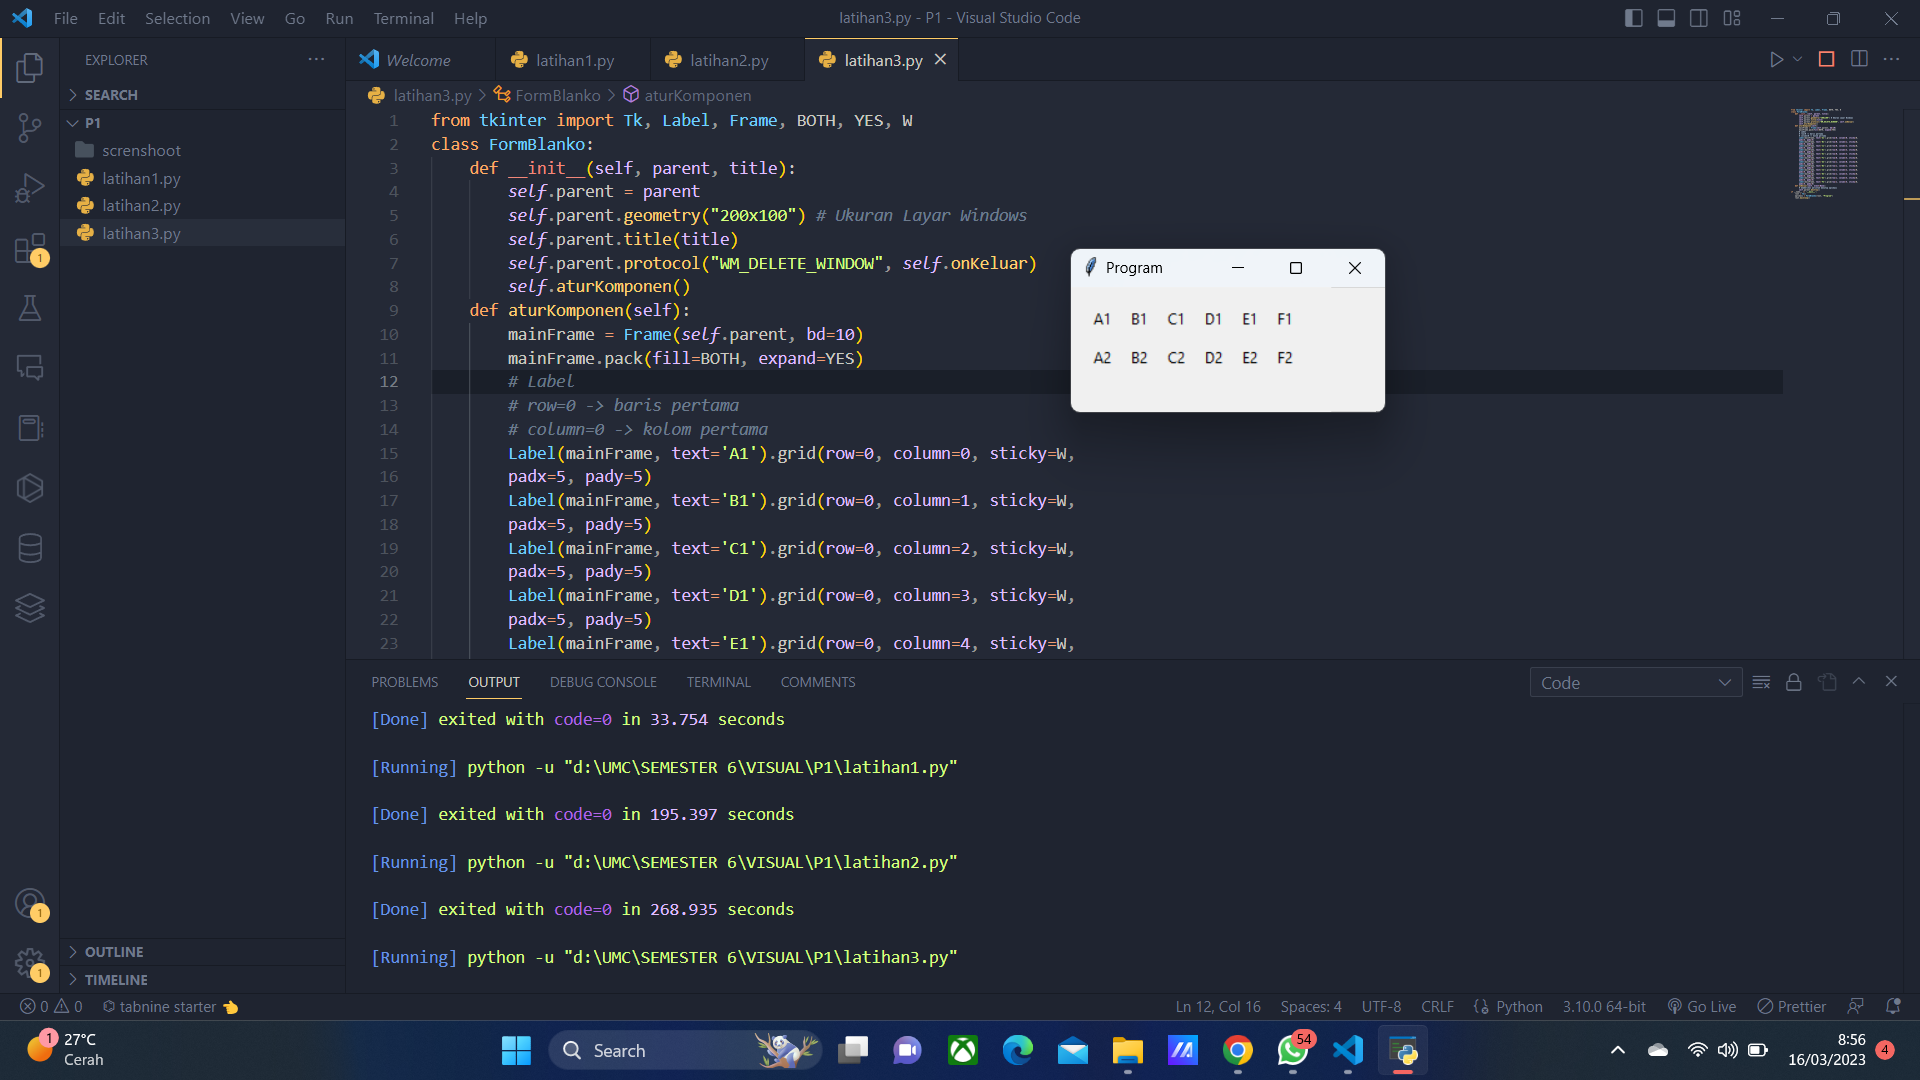 File Edit Selection View Go Run Terminal Help
latihan3.py - P1 - Visual Studio Code
EXPLORER
SEARCH
P1
screnshoot
latihan1.py
latihan2.py
latihan3.py
OUTLINE
TIMELINE
Welcome latihan1.py latihan2.py latihan3.py
latihan3.py > FormBlanko > aturKomponen
1 from tkinter import Tk, Label, Frame, BOTH, YES, W
2 class FormBlanko:
3 def __init__(self, parent, title):
4 self.parent = parent
5 self.parent.geometry("200x100") # Ukuran Layar Windows
6 self.parent.title(title)
7 self.parent.protocol("WM_DELETE_WINDOW", self.onKeluar)
8 self.aturKomponen()
9 def aturKomponen(self):
10 mainFrame = Frame(self.parent, bd=10)
11 mainFrame.pack(fill=BOTH, expand=YES)
12 # Label
13 # row=0 -> baris pertama
14 # column=0 -> kolom pertama
15 Label(mainFrame, text='A1').grid(row=0, column=0, sticky=W,
16 padx=5, pady=5)
17 Label(mainFrame, text='B1').grid(row=0, column=1, sticky=W,
18 padx=5, pady=5)
19 Label(mainFrame, text='C1').grid(row=0, column=2, sticky=W,
20 padx=5, pady=5)
21 Label(mainFrame, text='D1').grid(row=0, column=3, sticky=W,
22 padx=5, pady=5)
23 Label(mainFrame, text='E1').grid(row=0, column=4, sticky=W,
Program
A1 B1 C1 D1 E1 F1
A2 B2 C2 D2 E2 F2
PROBLEMS OUTPUT DEBUG CONSOLE TERMINAL COMMENTS
Code
[Done] exited with code=0 in 33.754 seconds
[Running] python -u "d:\UMC\SEMESTER 6\VISUAL\P1\latihan1.py"
[Done] exited with code=0 in 195.397 seconds
[Running] python -u "d:\UMC\SEMESTER 6\VISUAL\P1\latihan2.py"
[Done] exited with code=0 in 268.935 seconds
[Running] python -u "d:\UMC\SEMESTER 6\VISUAL\P1\latihan3.py"
1
1
1
0 0 tabnine starter
Ln 12, Col 16 Spaces: 4 UTF-8 CRLF Python 3.10.0 64-bit Go Live Prettier
1
27°C
Cerah
Search
54
8:56
16/03/2023
4